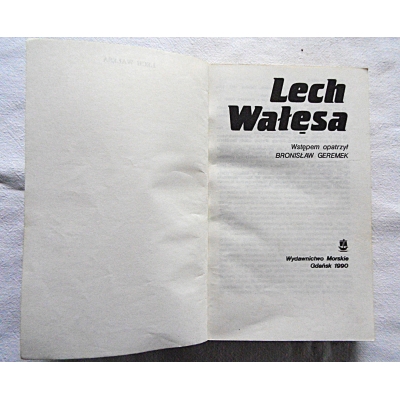 Lech
Wałęsa
Wstępem opatrzył
BRONISŁAW GEREMEK
Wydawnictwo Morskie
Gdańsk 1990